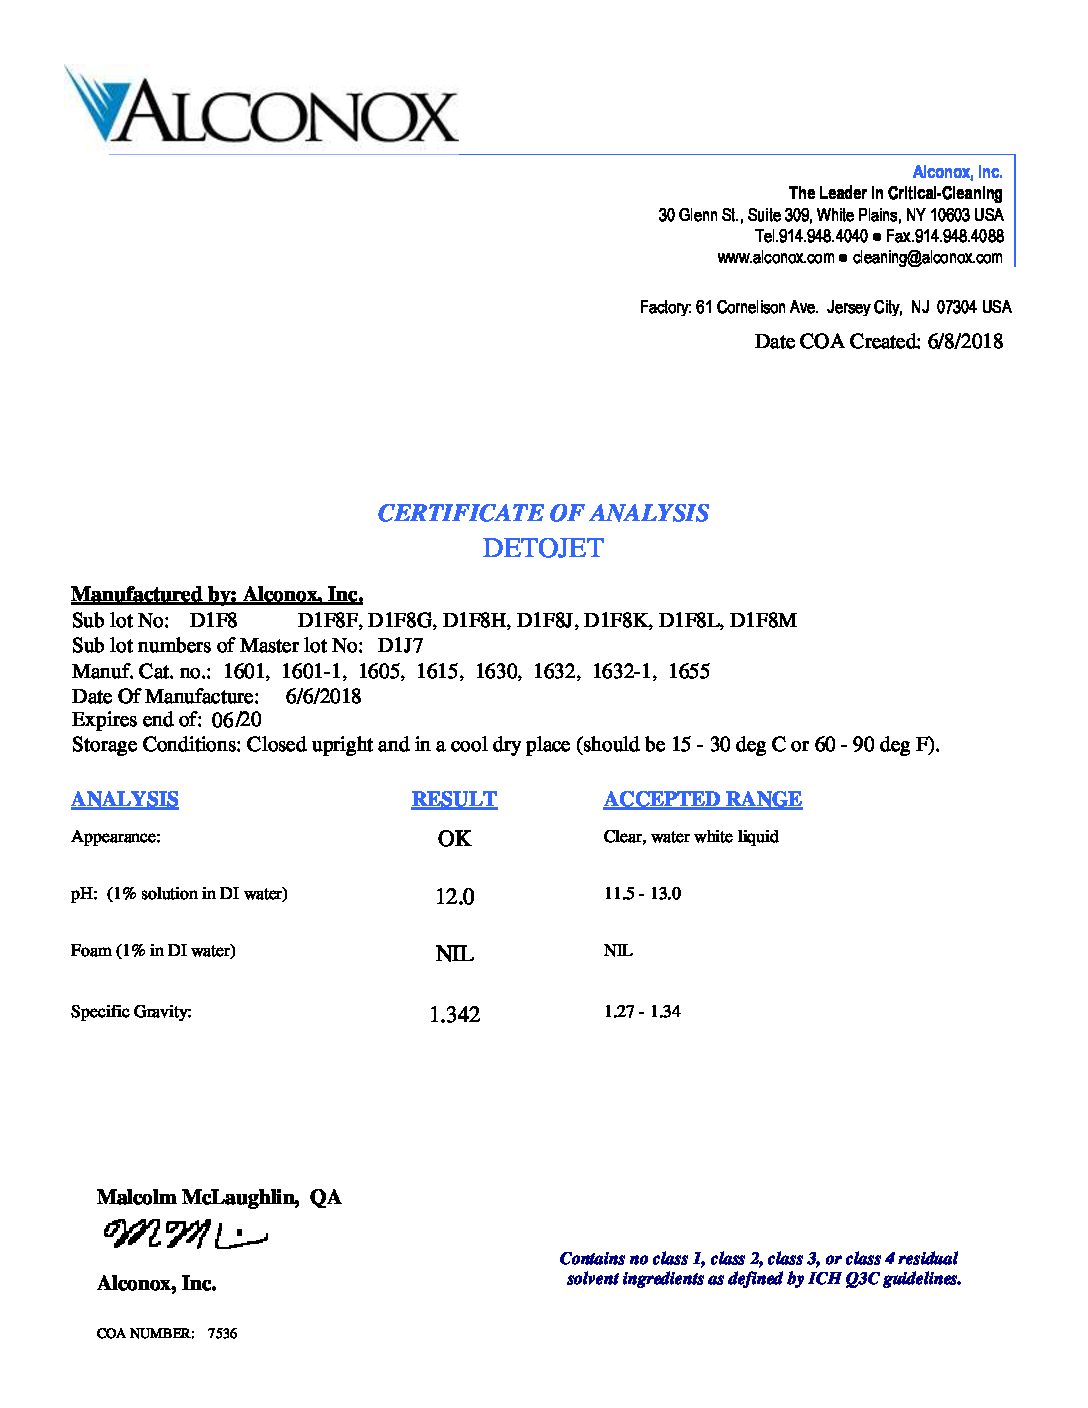 ALCONOX
Alconox, Inc.
The Leader in Critical-Cleaning
30 Glenn St., Suite 309, White Plains, NY 10603 USA
Tel.914.948.4040 ● Fax.914.948.4088
www.alconox.com ● cleaning@alconox.com
Factory: 61 Cornelison Ave. Jersey City, NJ 07304 USA
Date COA Created: 6/8/2018
CERTIFICATE OF ANALYSIS
DETOJET
Manufactured by: Alconox, Inc.
Sub lot No: D1F8 D1F8F, D1F8G, D1F8H, D1F8J, D1F8K, D1F8L, D1F8M
Sub lot numbers of Master lot No: D1J7
Manuf. Cat. no.: 1601, 1601-1, 1605, 1615, 1630, 1632, 1632-1, 1655
Date Of Manufacture: 6/6/2018
Expires end of: 06/20
Storage Conditions: Closed upright and in a cool dry place (should be 15 - 30 deg C or 60 - 90 deg F).
ANALYSIS RESULT ACCEPTED RANGE
Appearance: OK Clear, water white liquid
pH: (1% solution in DI water) 12.0 11.5 - 13.0
Foam (1% in DI water) NIL NIL
Specific Gravity: 1.342 1.27 - 1.34
Malcolm McLaughlin, QA
Alconox, Inc.
Contains no class 1, class 2, class 3, or class 4 residual
solvent ingredients as defined by ICH Q3C guidelines.
COA NUMBER: 7536